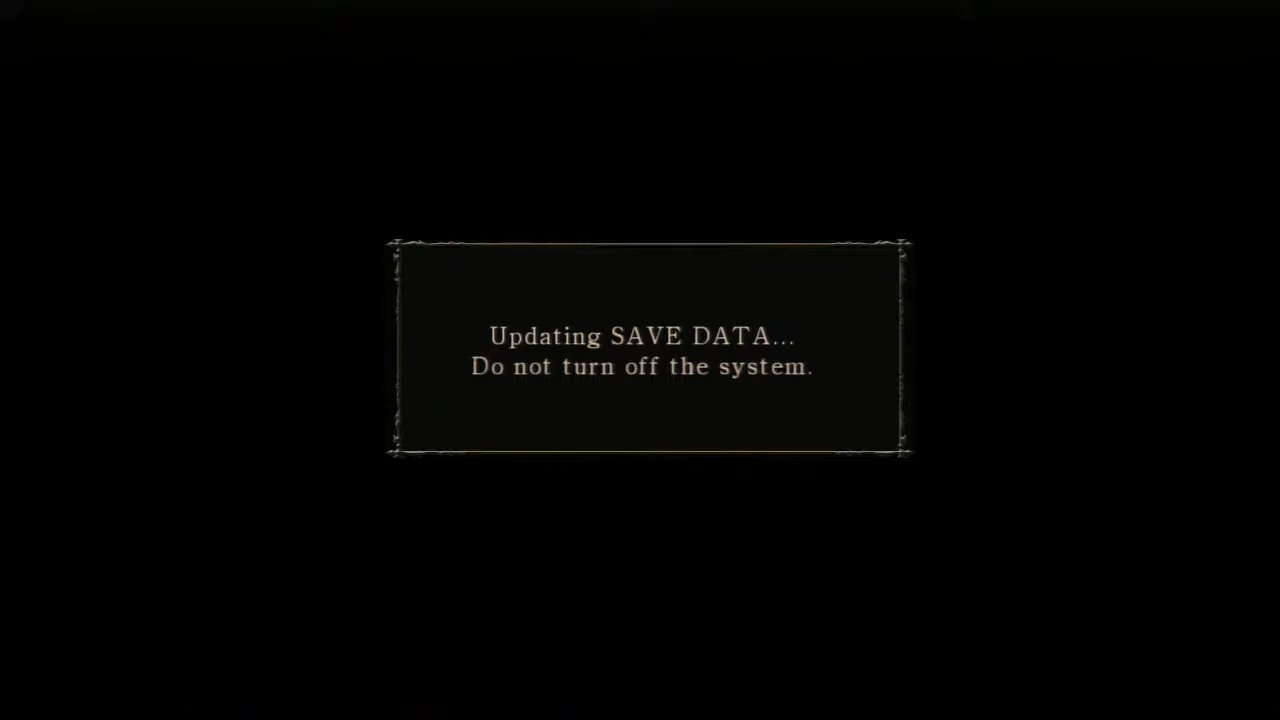 Updating SAVE DATA...
Do not turn off the system.